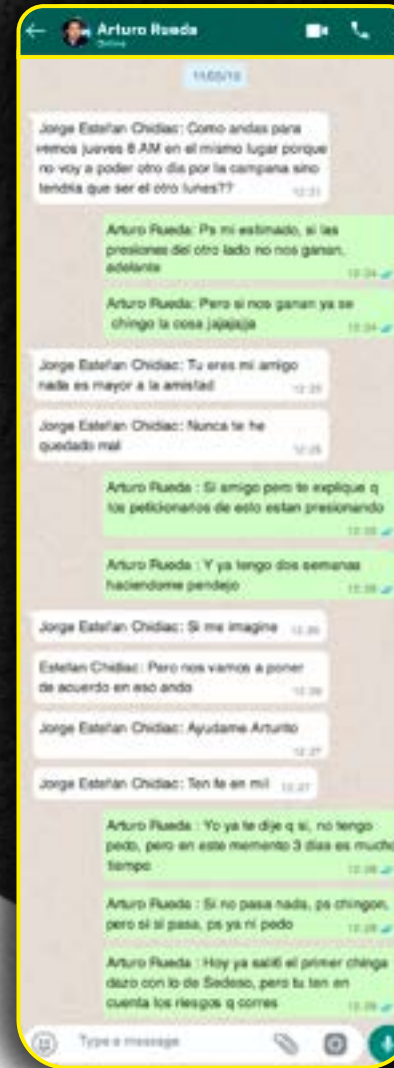 Arturo Rueda
Online
11/05/18
Jorge Estefan Chidiac: Como andas para
vernos jueves 8 AM en el mismo lugar porque
no voy a poder otro dia por la campana sino
tendria que ser el otro lunes??
Arturo Rueda: Ps mi estimado, si las
presiones del otro lado no nos ganan,
adelante
Arturo Rueda: Pero si nos ganan ya se
chingo la cosa jajajajja
Jorge Estefan Chidiac: Tu eres mi amigo
nada es mayor a la amistad
Jorge Estefan Chidiac: Nunca te he
quedado mal
Arturo Rueda : Si amigo pero te explique q
los peticionarios de esto estan presionando
Arturo Rueda : Y ya tengo dos semanas
haciendome pendejo
Jorge Estefan Chidiac: Si me imagine
Estefan Chidiac: Pero nos vamos a poner
de acuerdo en eso ando
Jorge Estefan Chidiac: Ayudame Arturito
Jorge Estefan Chidiac: Ten fe en mi!
12:27
Arturo Rueda : Yo ya te dije q si, no tengo
pedo, pero en este memento 3 dias es mucho
tiempo
Arturo Rueda : Si no pasa nada, ps chingon,
pero si si pasa, ps ya ni pedo
Arturo Rueda : Hoy ya salió el primer chinga
dazo con lo de Sedeso, pero tu ten en
cuenta los riesgos q corres
Type a message